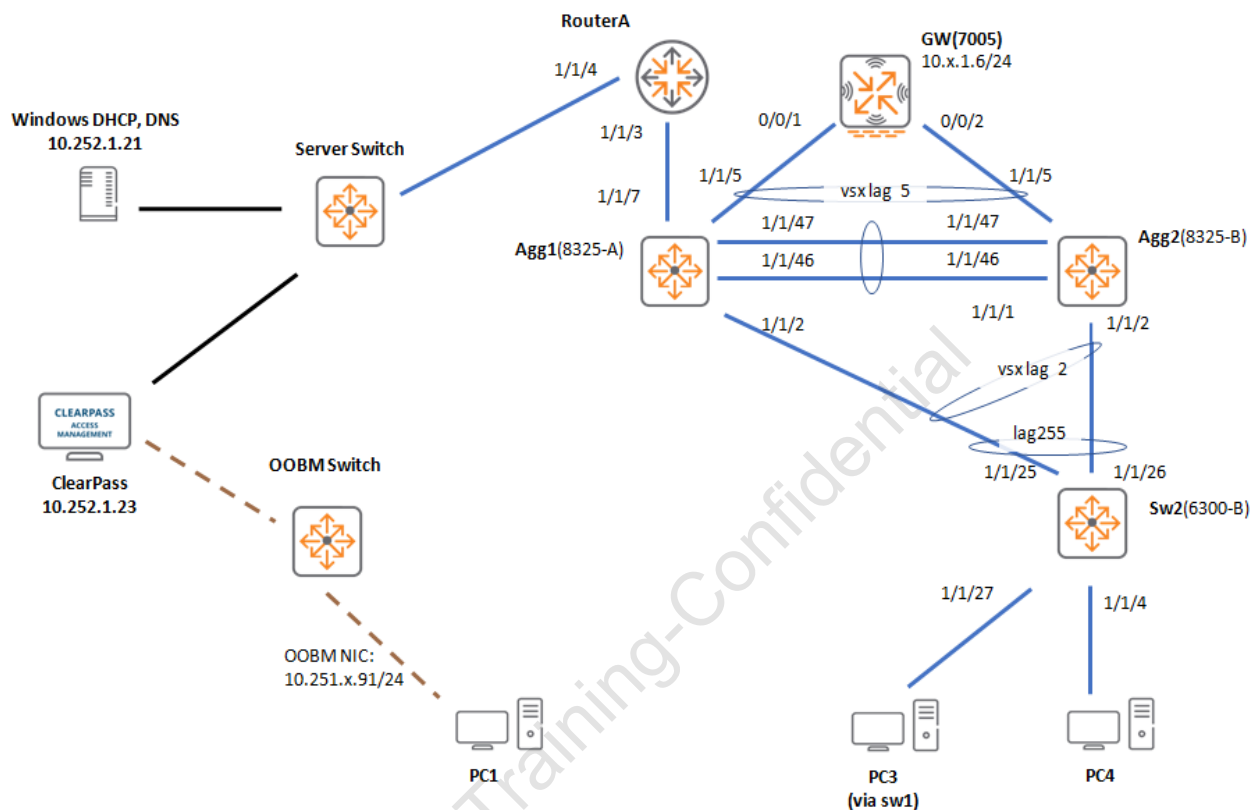 RouterA
GW(7005)
10.x.1.6/24
1/1/4
Windows DHCP, DNS
10.252.1.21
Server Switch
1/1/3
0/0/1
0/0/2
1/1/5
1/1/5
vsx lag 5
1/1/7
1/1/47
1/1/47
Agg1(8325-A)
Agg2(8325-B)
1/1/46
1/1/46
1/1/2
1/1/1
1/1/2
vsx lag 2
CLEARPASS
ACCESS
MANAGEMENT
lag255
OOBM Switch
1/1/25
1/1/26
ClearPass
10.252.1.23
Sw2(6300-B)
1/1/27
1/1/4
OOBM NIC:
10.251.x.91/24
PC1
PC3
(via sw1)
PC4
Training-Confidential